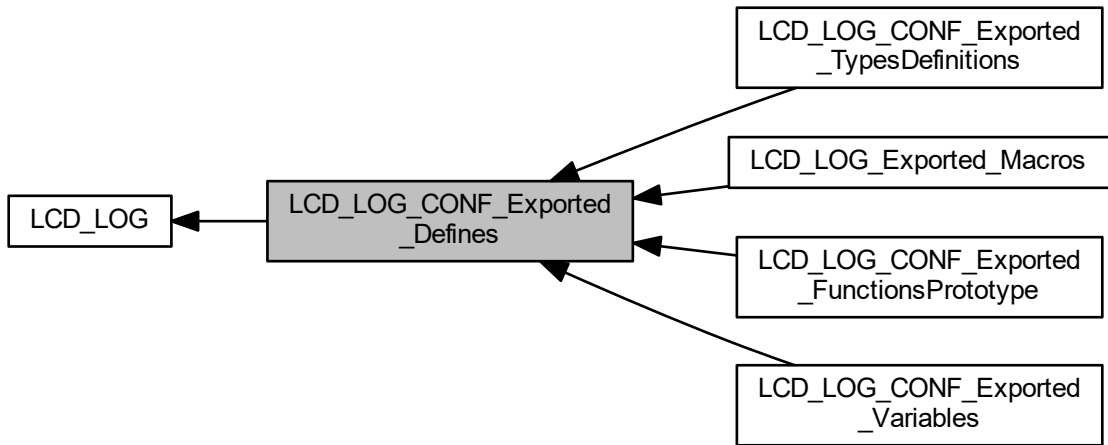 LCD_LOG_CONF_Exported
_TypesDefinitions
LCD_LOG_Exported_Macros
LCD_LOG
LCD_LOG_CONF_Exported
_Defines
LCD_LOG_CONF_Exported
_FunctionsPrototype
LCD_LOG_CONF_Exported
_Variables